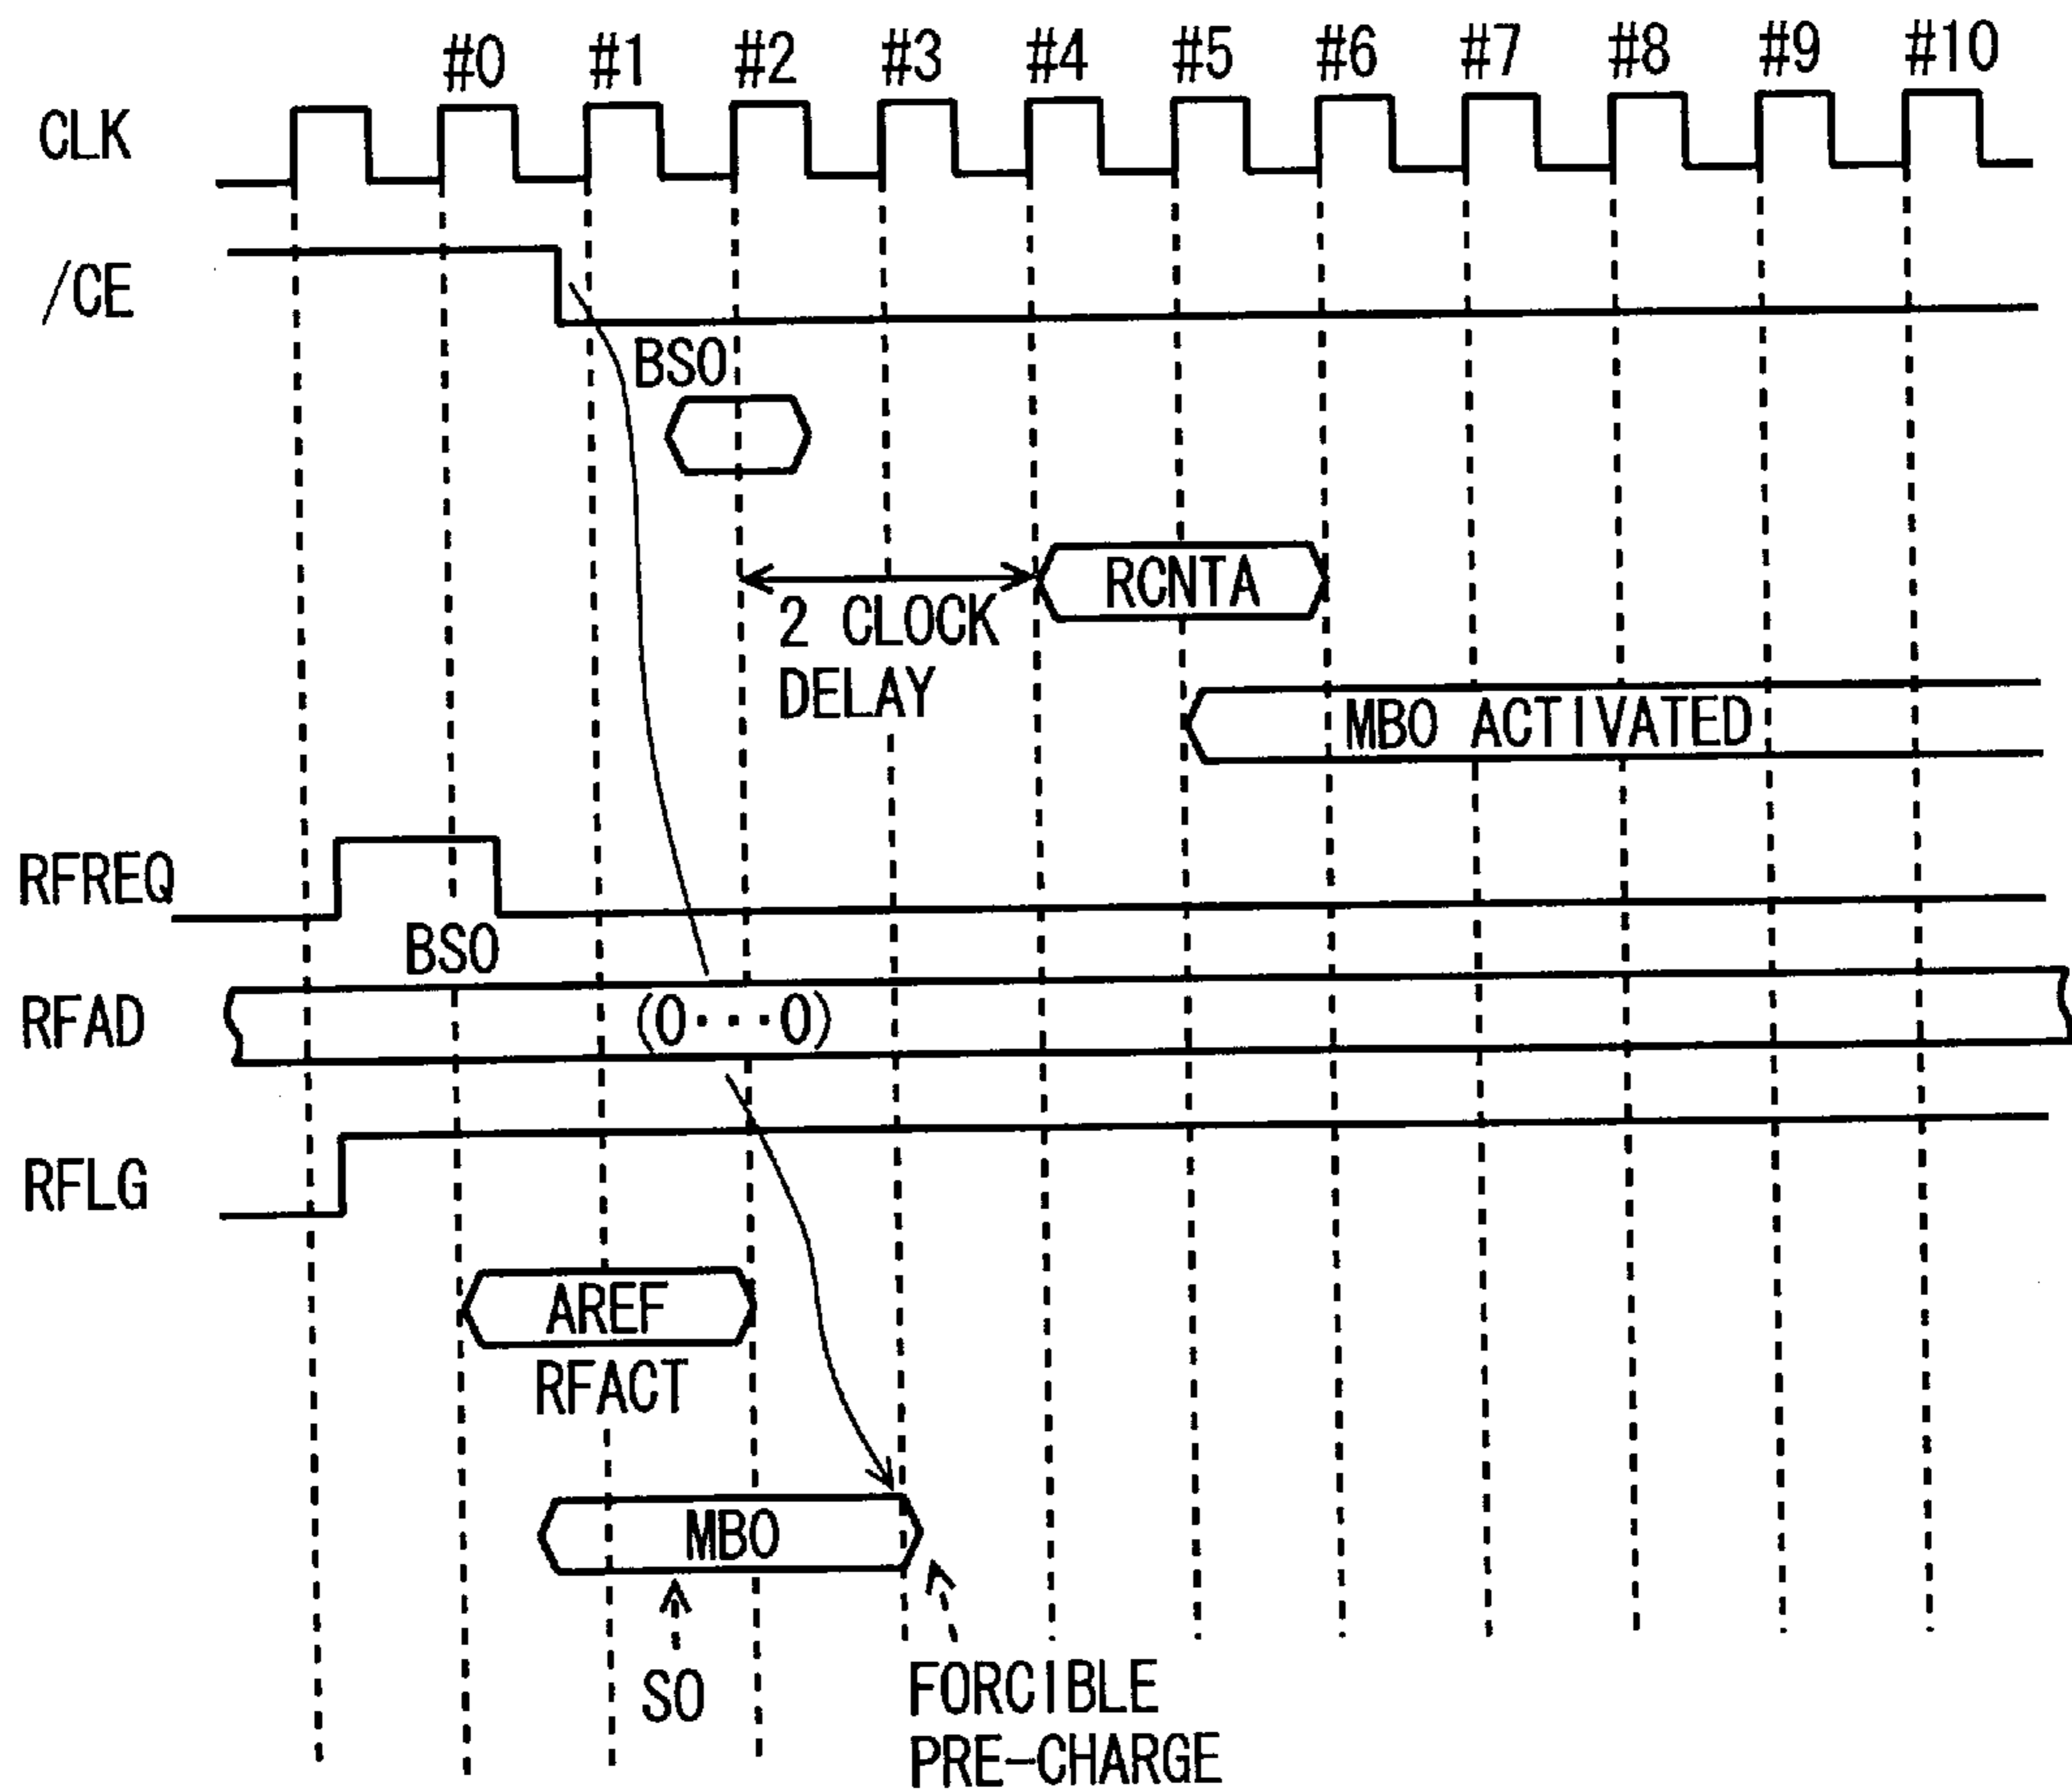 #0 #1 #2 #3 #4 #5 #6 #7 #8 #9 #10
CLK
/CE
BS0
RCNTA
2 CLOCK
DELAY
MB0 ACTIVATED
RFREQ
BS0
RFAD
(0···0)
RFLG
AREF
RFACT
MB0
S0
FORCIBLE
PRE-CHARGE